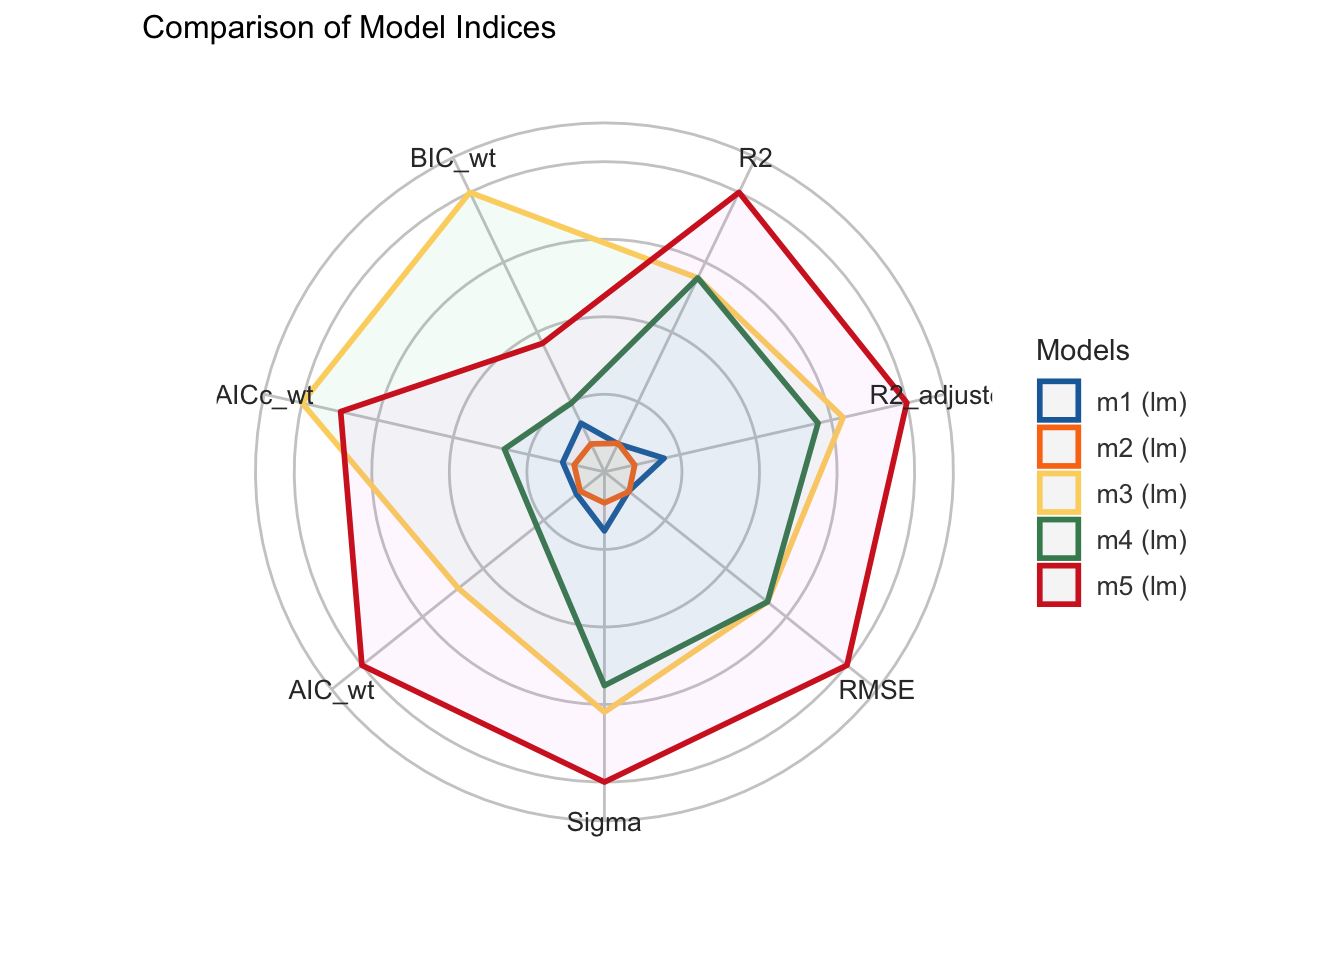 Comparison of Model Indices
BIC_wt
R2
AICc_wt
R2_adjuste
AIC_wt
RMSE
Sigma
Models
m1 (lm)
m2 (lm)
m3 (lm)
m4 (lm)
m5 (lm)